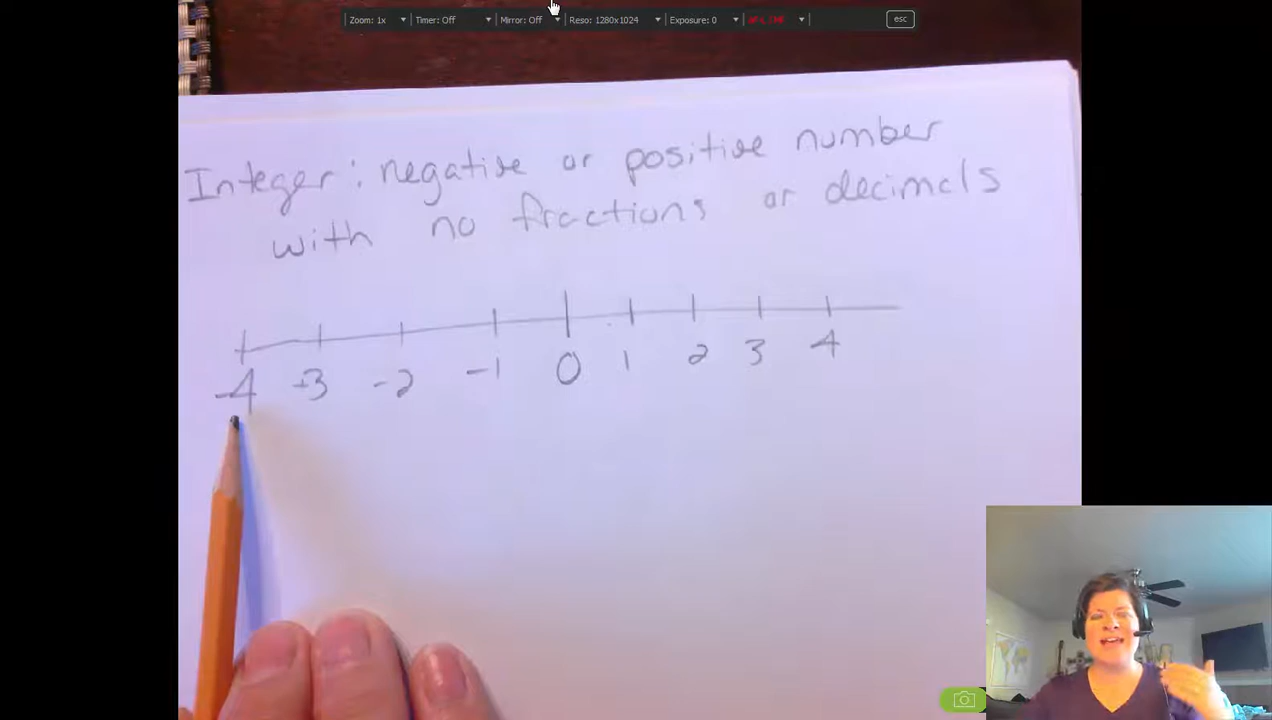 Zoom: 1x Timer: Off Mirror: Off Reso: 1280x1024 Exposure: 0 esc
Integer: negative or positive number
with no fractions or decimals
-4 -3 -2 -1 0 1 2 3 4